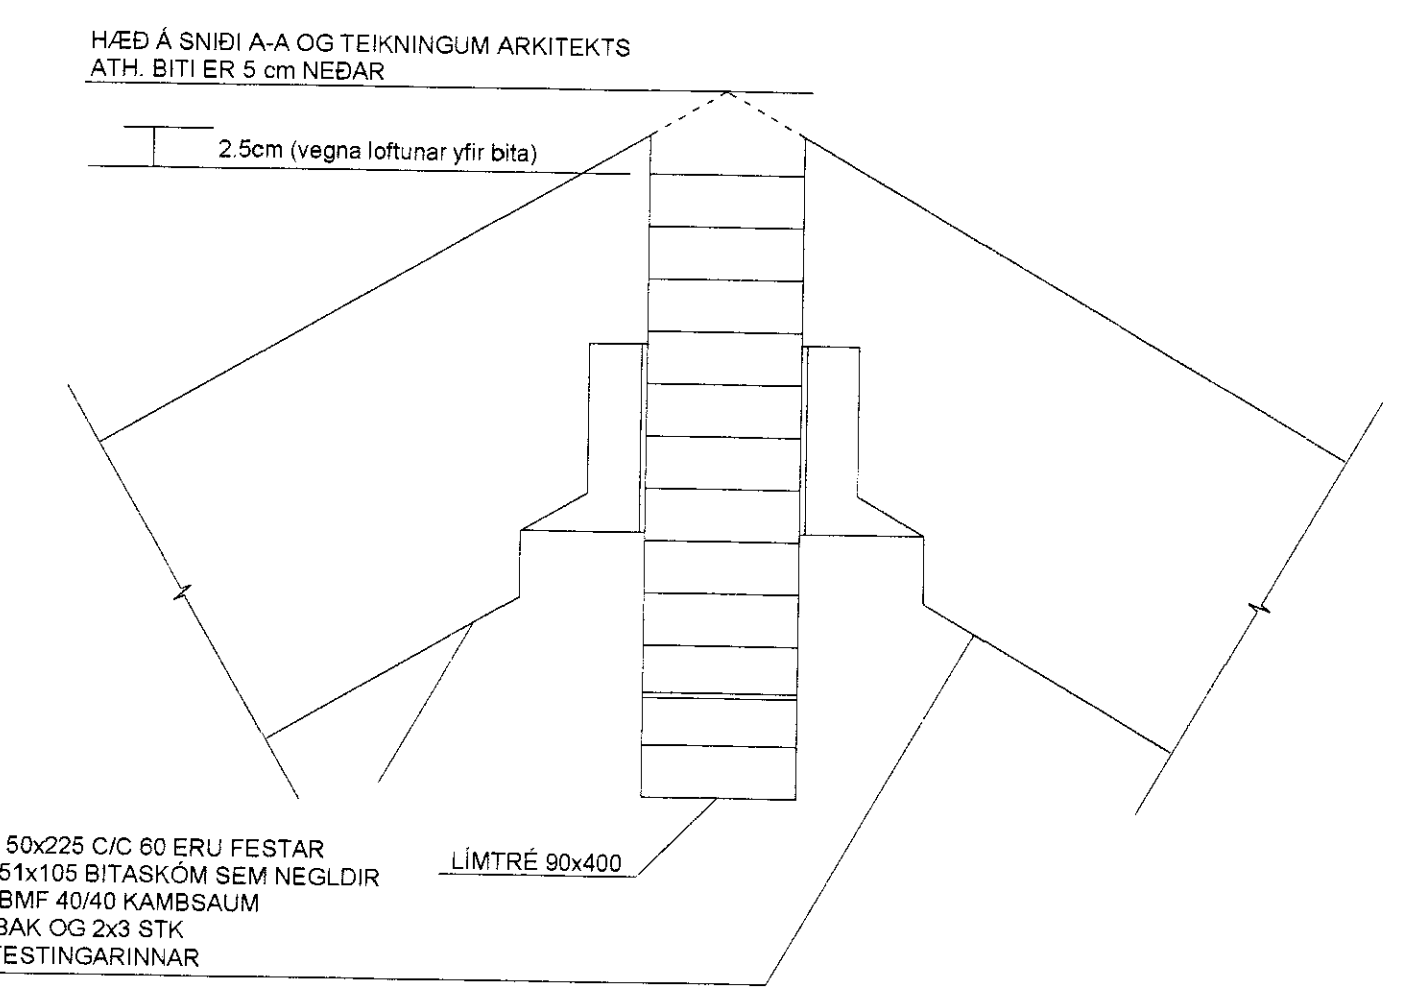 HÆÐ Á SNIÐI A-A OG TEIKNINGUM ARKITEKTS
ATH. BITI ER 5 cm NEÐAR
2.5cm (vegna loftunar yfir bita)
50x225 C/C 60 ERU FESTAR
51x105 BITASKÓM SEM NEGLDIR
BMF 40/40 KAMBSAUM
BAK OG 2x3 STK
FESTINGARINNAR
LÍMTRÉ 90x400